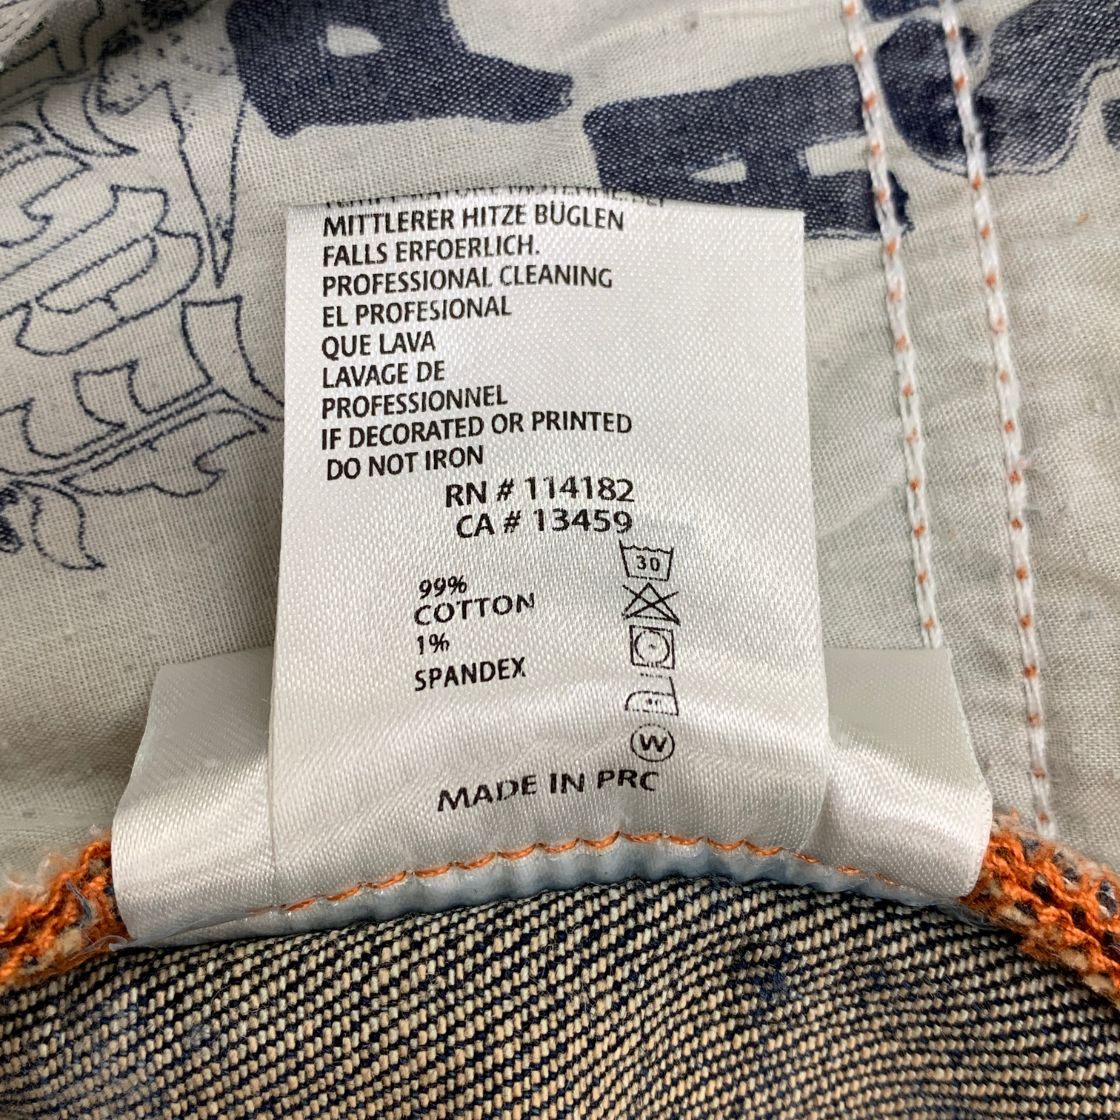 MITTLERER HITZE BÜGLEN
FALLS ERFOERLICH.
PROFESSIONAL CLEANING
EL PROFESIONAL
QUE LAVA
LAVAGE DE
PROFESSIONNEL
IF DECORATED OR PRINTED
DO NOT IRON
RN # 114182
CA # 13459
30
99%
COTTON
1%
SPANDEX
W
MADE IN PRC